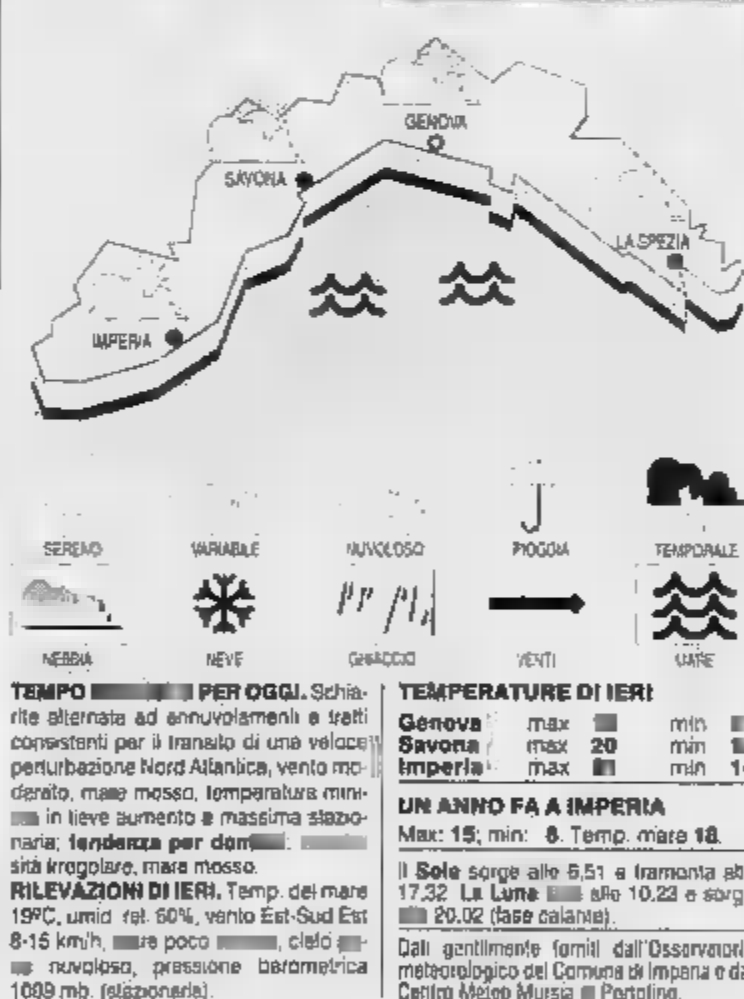 GENOVA
SAVONA
LA SPEZIA
IMPERIA
SERENO VARIABILE NUVOLOSO PIOGGIA TEMPORALE
NEBBIA NEVE GHIACCIO VENTI MARE
TEMPO PER OGGI. Schia-
rite alternate ad annuvolamenti a tratti
consistenti per il transito di una veloce
perturbazione Nord Atlantica, vento mo-
derato, mare mosso, temperatura mini-
in lieve aumento e massima stazio-
naria; tendenza per
sità irregolare, mare mosso.
RILEVAZIONI DI IERI. Temp. del mare
19ºC, umid. rel. 60%, vento Est-Sud Est
8-15 km/h, poco cielo
nuvoloso, pressione barometrica
1009 mb. (stazionaria).
TEMPERATURE DI IERI
Genova max min
Savona max 20 min
Imperia max min
UN ANNO FA A IMPERIA
Max: 15; min: 8. Temp. mare 18.
Il Sole sorge alle 6,51 e tramonta
17.32 La Luna alle 10.23 e
20.02 (fase calante).
Dati gentilmente forniti
meteorologico del Comune di Imperia e
Centro Meteo Portofino.